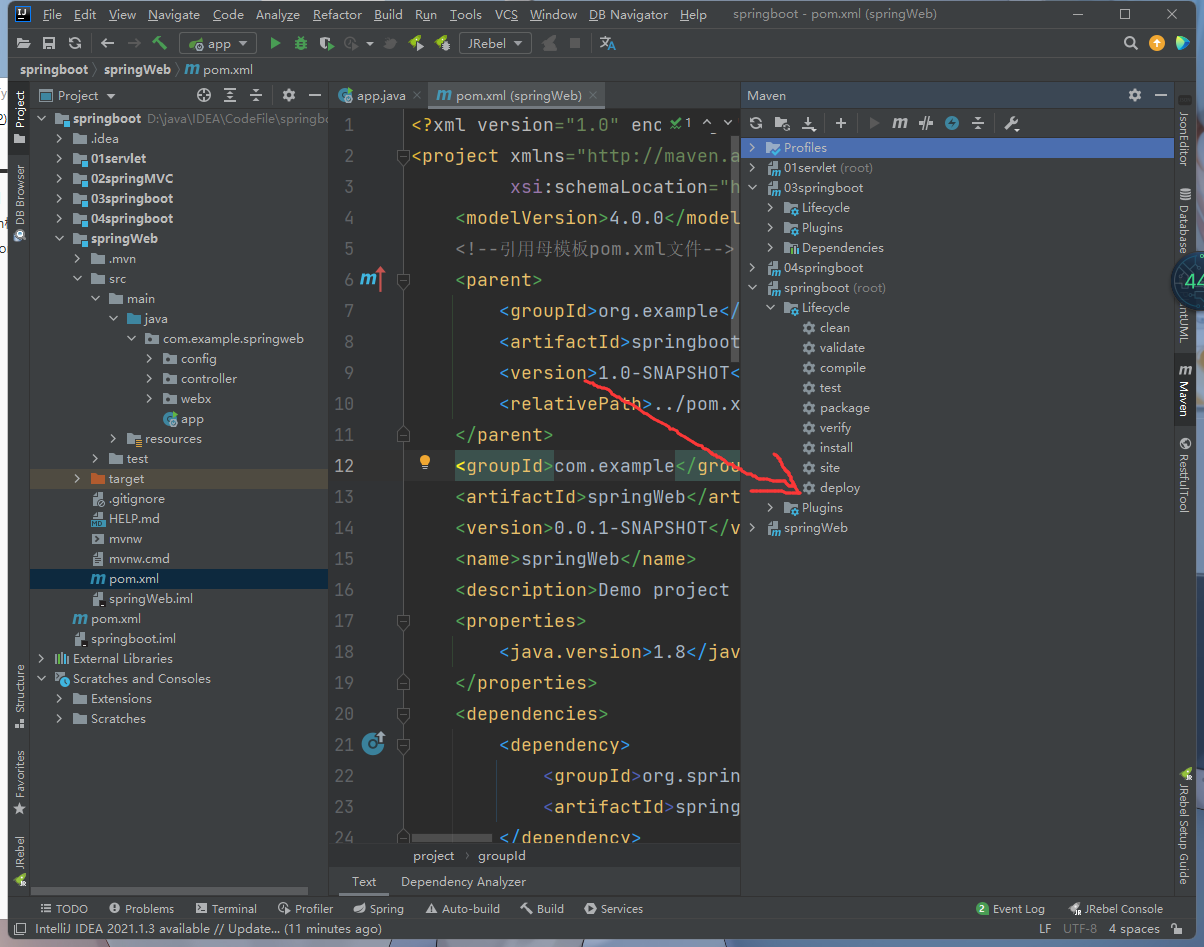 File Edit View Navigate Code Analyze Refactor Build Run Tools VCS Window DB Navigator Help springboot - pom.xml (springWeb)
app JRebel
springboot springWeb pom.xml
Project
app.java pom.xml (springWeb)
Maven
springboot D:\java\IDEA\CodeFile\springbo
.idea
01servlet
02springMVC
03springboot
04springboot
springWeb
.mvn
src
main
java
com.example.springweb
config
controller
webx
app
resources
test
target
.gitignore
HELP.md
mvnw
mvnw.cmd
pom.xml
springWeb.iml
pom.xml
springboot.iml
External Libraries
Scratches and Consoles
Extensions
Scratches
1 <?xml version="1.0" enc 1
2 <project xmlns="http://maven.a
3 xsi:schemaLocation="h
4 <modelVersion>4.0.0</model
5 <!--引用母模板pom.xml文件-->
6 <parent>
7 <groupId>org.example</
8 <artifactId>springboot
9 <version>1.0-SNAPSHOT<
10 <relativePath>../pom.x
11 </parent>
12 <groupId>com.example</grou
13 <artifactId>springWeb</art
14 <version>0.0.1-SNAPSHOT</v
15 <name>springWeb</name>
16 <description>Demo project
17 <properties>
18 <java.version>1.8</jav
19 </properties>
20 <dependencies>
21 <dependency>
22 <groupId>org.sprin
23 <artifactId>spring
24 </dependency>
project groupId
Text Dependency Analyzer
Profiles
01servlet (root)
03springboot
Lifecycle
Plugins
Dependencies
04springboot
springboot (root)
Lifecycle
clean
validate
compile
test
package
verify
install
site
deploy
Plugins
springWeb
Project
DB Browser
Structure
Favorites
JRebel
JsonEditor
Database
44
ntUML
Maven
RestfulTool
JRebel Setup Guide
TODO Problems Terminal Profiler Spring Auto-build Build Services 2 Event Log JRebel Console
IntelliJ IDEA 2021.1.3 available // Update... (11 minutes ago) LF UTF-8 4 spaces